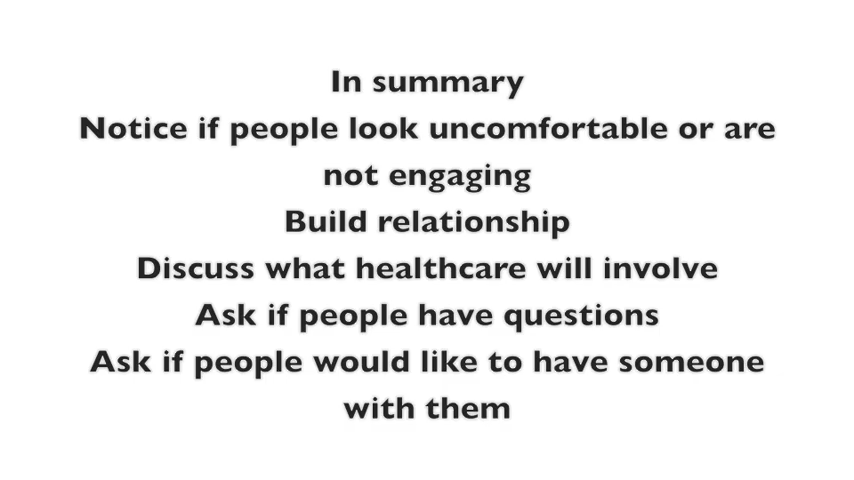 In summary
Notice if people look uncomfortable or are
not engaging
Build relationship
Discuss what healthcare will involve
Ask if people have questions
Ask if people would like to have someone
with them